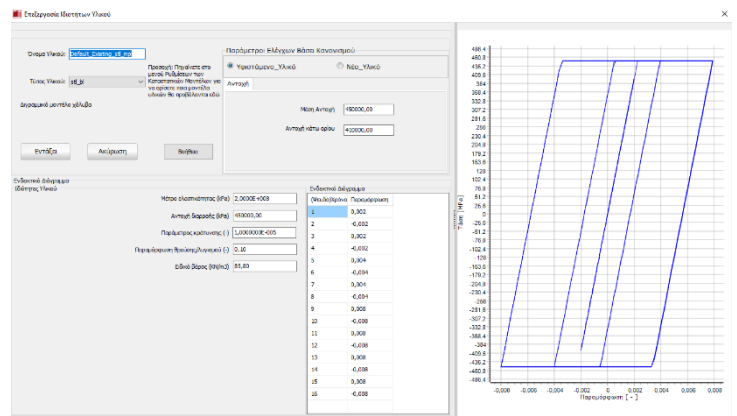 Επεξεργασία Ιδιοτήτων Υλικού
Όνομα Υλικού:
Default_Existing_stl_mp
Τύπος Υλικού:
stl_bl
Προσοχή: Πηγαίνετε στο
μενού Ρυθμίσεων των
Καταστατικών Μοντέλων για
να ορίσετε ποια μοντέλα
υλικών θα προβάλλονται εδώ
Διγραμμικό μοντέλο χάλυβα
Εντάξει
Ακύρωση
Βοήθεια
Παράμετροι Ελέγχων Βάσει Κανονισμού
Υφιστάμενο_Υλικό
Νέο_Υλικό
Αντοχή
Μέση Αντοχή
450000,00
Αντοχή κάτω ορίου
400000,00
Ενδεικτικό Διάγραμμα
Ιδιότητες Υλικού
Μέτρο ελαστικότητας (kPa)
2,0000E+008
Αντοχή διαρροής (kPa)
450000,00
Παράμετρος κράτυνσης (-)
1,0000000E-005
Παραμόρφωση θραύσης/λυγισμού (-)
0,10
Ειδικό βάρος (KN/m3)
Ενδεικτικό Διάγραμμα
(Ψευδο)Χρόνο Παραμόρφωση
1 0,002
2 -0,002
3 0,002
4 -0,002
5 0,004
6 -0,004
7 0,004
8 -0,004
9 0,008
10 -0,008
11 0,008
12 -0,008
13 0,008
14 -0,008
15 0,008
16 -0,008
Τάση [MPa]
486.4
460.8
435.2
409.6
384
358.4
332.8
307.2
281.6
256
230.4
204.8
179.2
153.6
128
102.4
76.8
51.2
25.6
0
-25.6
-51.2
-76.8
-102.4
-128
-153.6
-179.2
-204.8
-230.4
-256
-281.6
-307.2
-332.8
-358.4
-384
-409.6
-435.2
-460.8
-486.4
-0,008 -0,006 -0,004 -0,002 0 0,002 0,004 0,006 0,008
Παραμόρφωση [ - ]